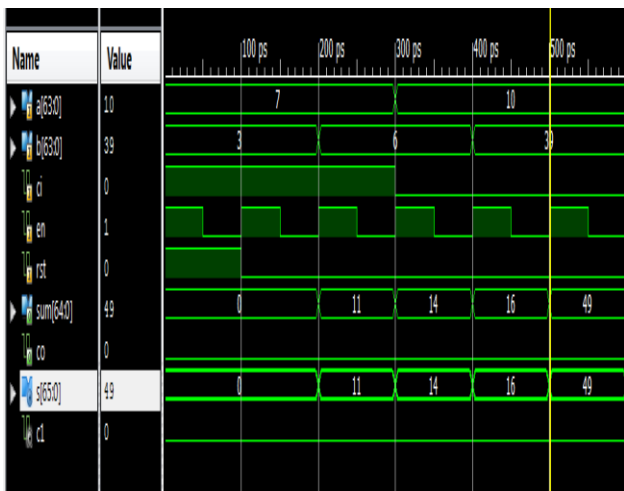 Name Value 100 ps 200 ps 300 ps 400 ps 500 ps
a[63:0] 10 7 10
b[63:0] 39 3 6 39
ci 0
en 1
rst 0
sum[64:0] 49 0 11 14 16 49
co 0
s[65:0] 49 0 11 14 16 49
c1 0